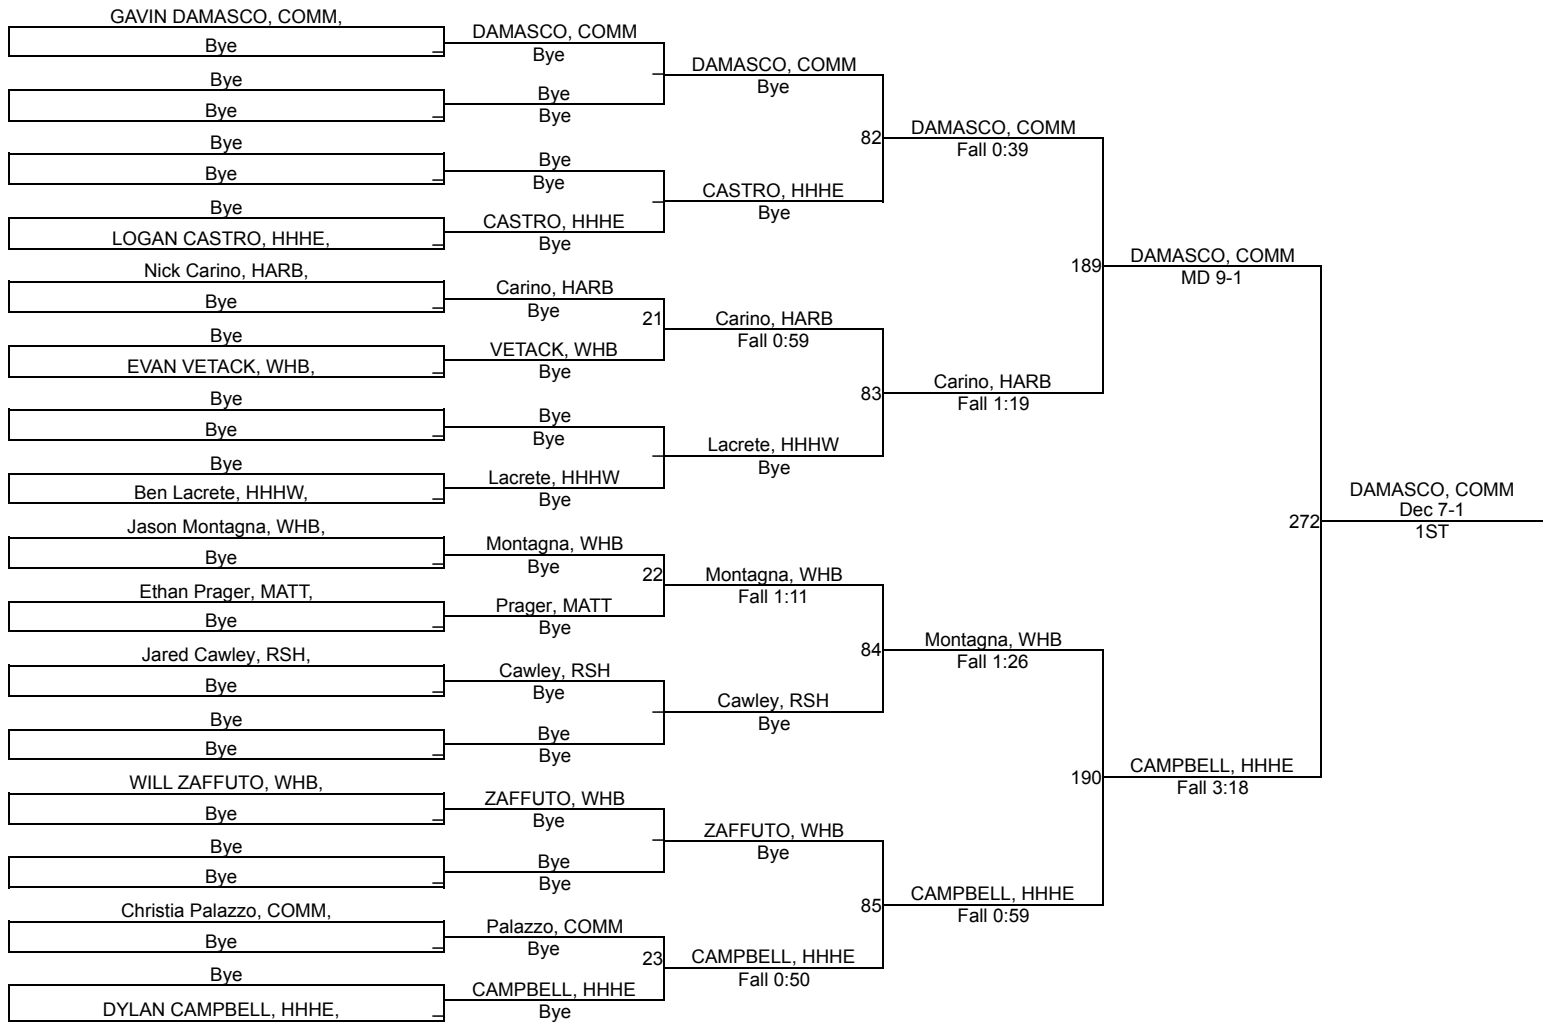 GAVIN DAMASCO, COMM,
Bye
Bye
Bye
Bye
Bye
Bye
LOGAN CASTRO, HHHE,
Nick Carino, HARB,
Bye
Bye
EVAN VETACK, WHB,
Bye
Bye
Bye
Ben Lacrete, HHHW,
Jason Montagna, WHB,
Bye
Ethan Prager, MATT,
Bye
Jared Cawley, RSH,
Bye
Bye
Bye
WILL ZAFFUTO, WHB,
Bye
Bye
Bye
Christia Palazzo, COMM,
Bye
Bye
DYLAN CAMPBELL, HHHE,
DAMASCO, COMM
Bye
Bye
Bye
Bye
Bye
CASTRO, HHHE
Bye
Carino, HARB
Bye
21
VETACK, WHB
Bye
Bye
Bye
Lacrete, HHHW
Bye
Montagna, WHB
Bye
22
Prager, MATT
Bye
Cawley, RSH
Bye
Bye
Bye
ZAFFUTO, WHB
Bye
Bye
Bye
Palazzo, COMM
Bye
23
CAMPBELL, HHHE
Bye
DAMASCO, COMM
Bye
82
CASTRO, HHHE
Bye
Carino, HARB
Fall 0:59
83
Lacrete, HHHW
Bye
Montagna, WHB
Fall 1:11
84
Cawley, RSH
Bye
ZAFFUTO, WHB
Bye
85
CAMPBELL, HHHE
Fall 0:50
DAMASCO, COMM
Fall 0:39
189
Carino, HARB
Fall 1:19
Montagna, WHB
Fall 1:26
190
CAMPBELL, HHHE
Fall 0:59
DAMASCO, COMM
MD 9-1
272
CAMPBELL, HHHE
Fall 3:18
DAMASCO, COMM
Dec 7-1
1ST